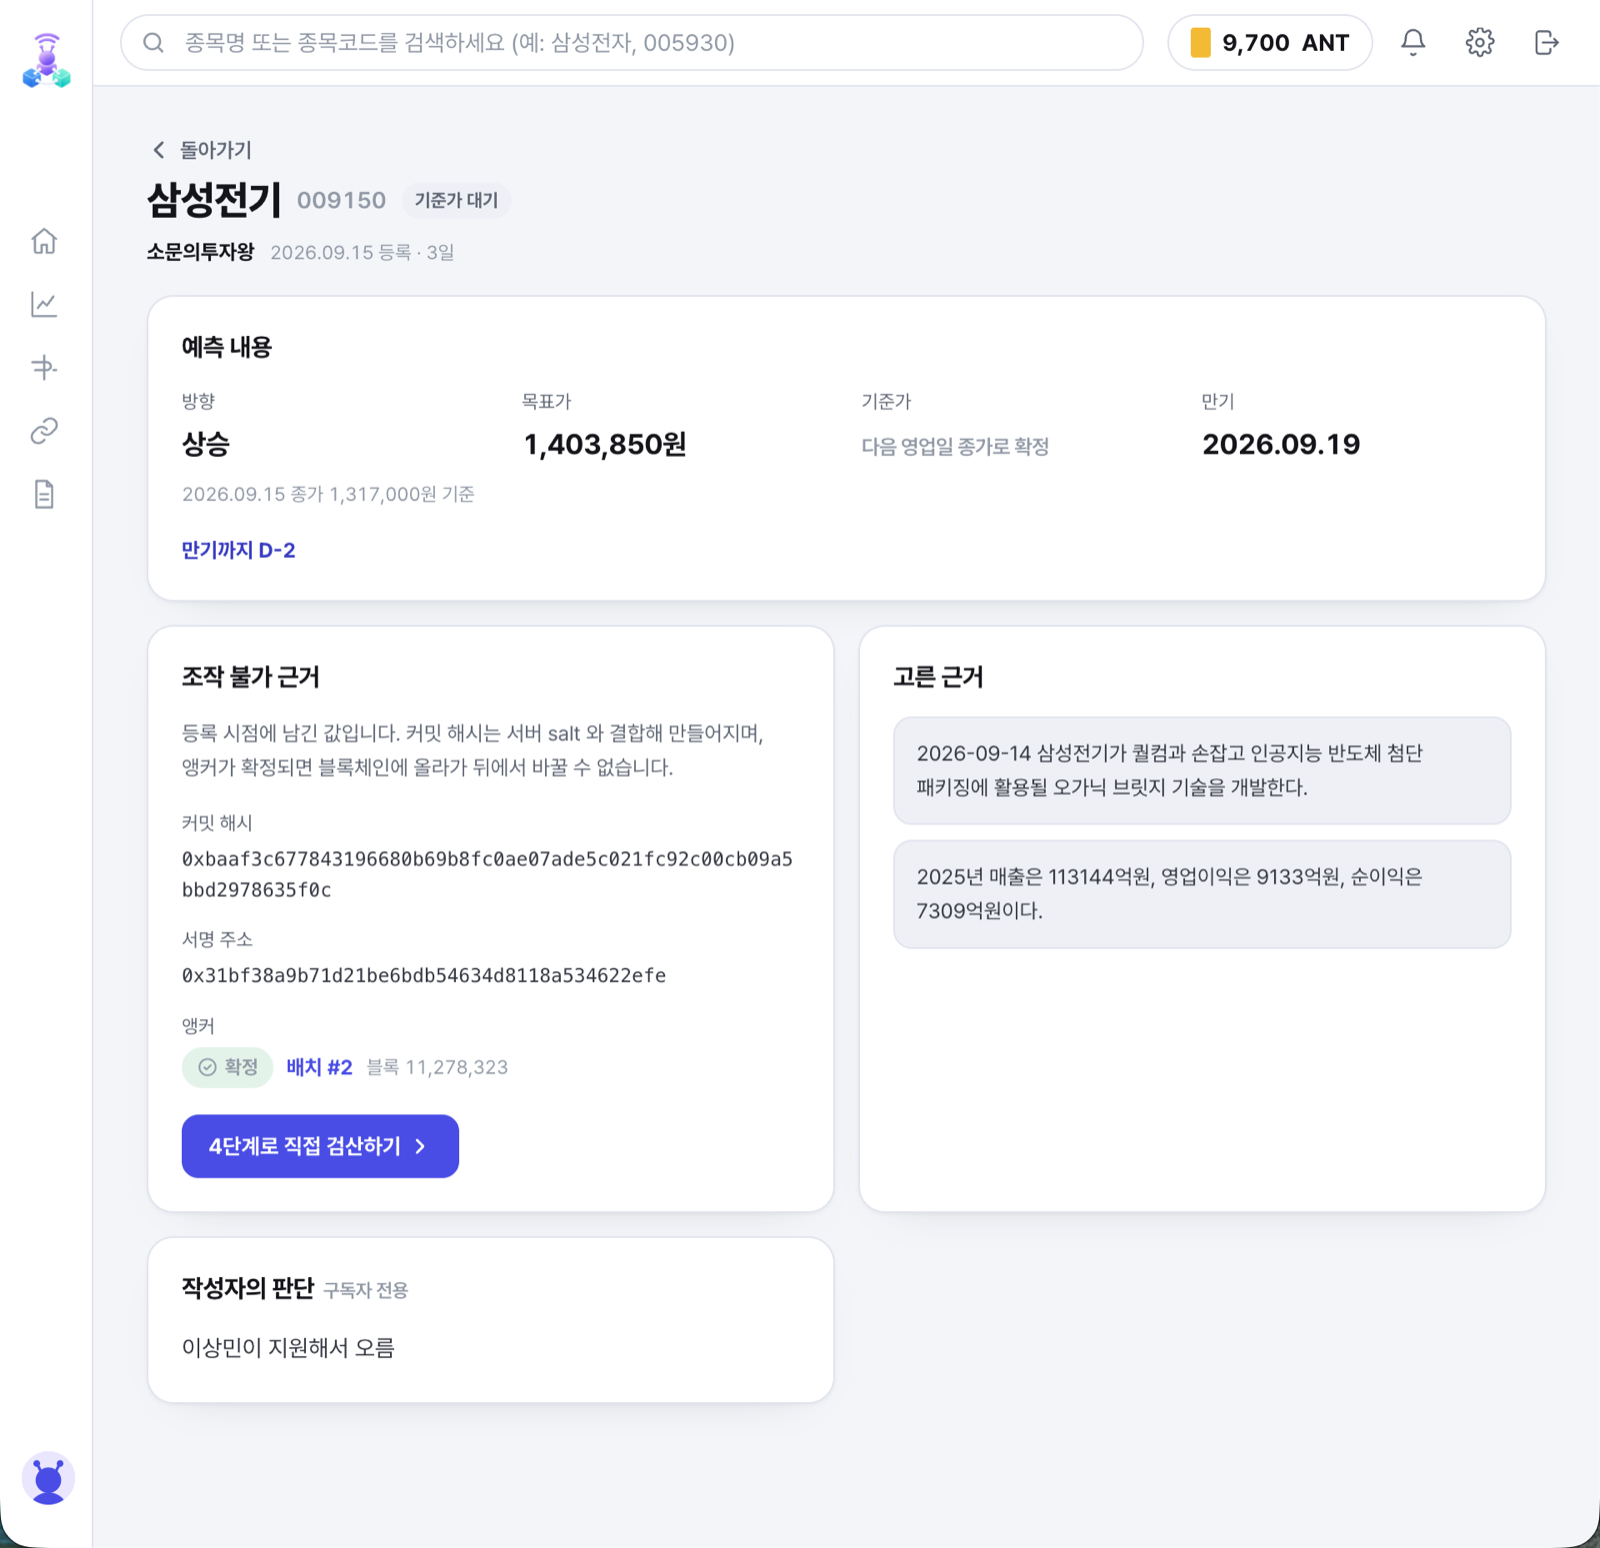 종목명 또는 종목코드를 검색하세요 (예: 삼성전자, 005930)
9,700 ANT
돌아가기
삼성전기 009150 기준가 대기
소문의투자왕 2026.09.15 등록 · 3일
예측 내용
방향 목표가 기준가 만기
상승 1,403,850원 다음 영업일 종가로 확정 2026.09.19
2026.09.15 종가 1,317,000원 기준
만기까지 D-2
조작 불가 근거
등록 시점에 남긴 값입니다. 커밋 해시는 서버 salt 와 결합해 만들어지며,
앵커가 확정되면 블록체인에 올라가 뒤에서 바꿀 수 없습니다.
커밋 해시
0xbaaf3c677843196680b69b8fc0ae07ade5c021fc92c00cb09a5
bbd2978635f0c
서명 주소
0x31bf38a9b71d21be6bdb54634d8118a534622efe
앵커
확정 배치 #2 블록 11,278,323
4단계로 직접 검산하기
고른 근거
2026-09-14 삼성전기가 퀄컴과 손잡고 인공지능 반도체 첨단
패키징에 활용될 오가닉 브릿지 기술을 개발한다.
2025년 매출은 113144억원, 영업이익은 9133억원, 순이익은
7309억원이다.
작성자의 판단 구독자 전용
이상민이 지원해서 오름